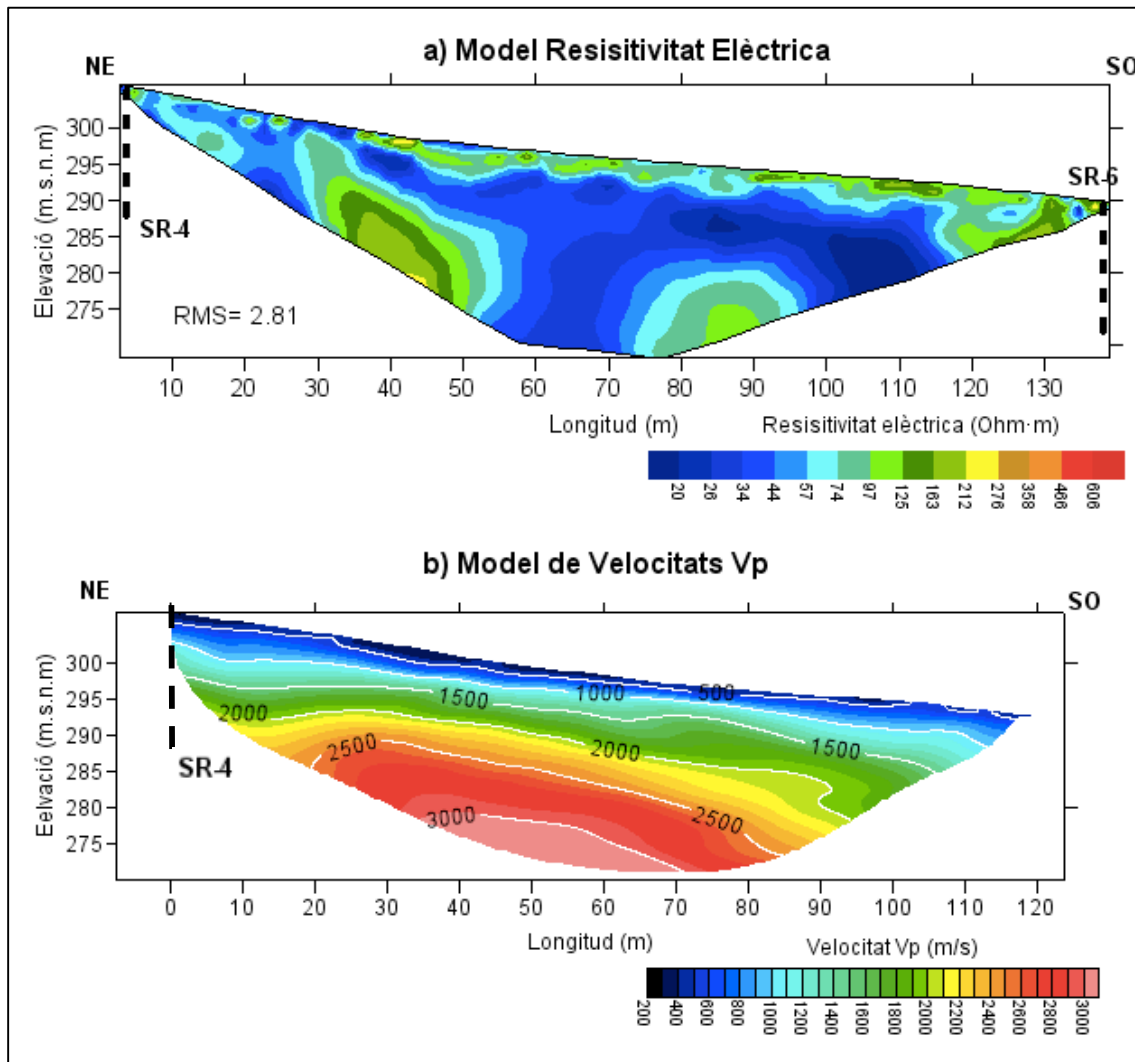 a) Model Resisitivitat Elèctrica
NE
SO
300
295
290
285
280
275
Elevació (m.s.n.m)
SR-4
SR-6
RMS= 2.81
10 20 30 40 50 60 70 80 90 100 110 120 130
Longitud (m)
Resisitivitat elèctrica (Ohm·m)
20 26 34 44 57 74 97 125 163 212 276 358 466 606
b) Model de Velocitats Vp
NE
SO
300
295
290
285
280
275
Eelvació (m.s.n.m)
SR-4
500
1000
1500
1500
2000
2000
2500
2500
3000
0 10 20 30 40 50 60 70 80 90 100 110 120
Longitud (m)
Velocitat Vp (m/s)
200 400 600 800 1000 1200 1400 1600 1800 2000 2200 2400 2600 2800 3000